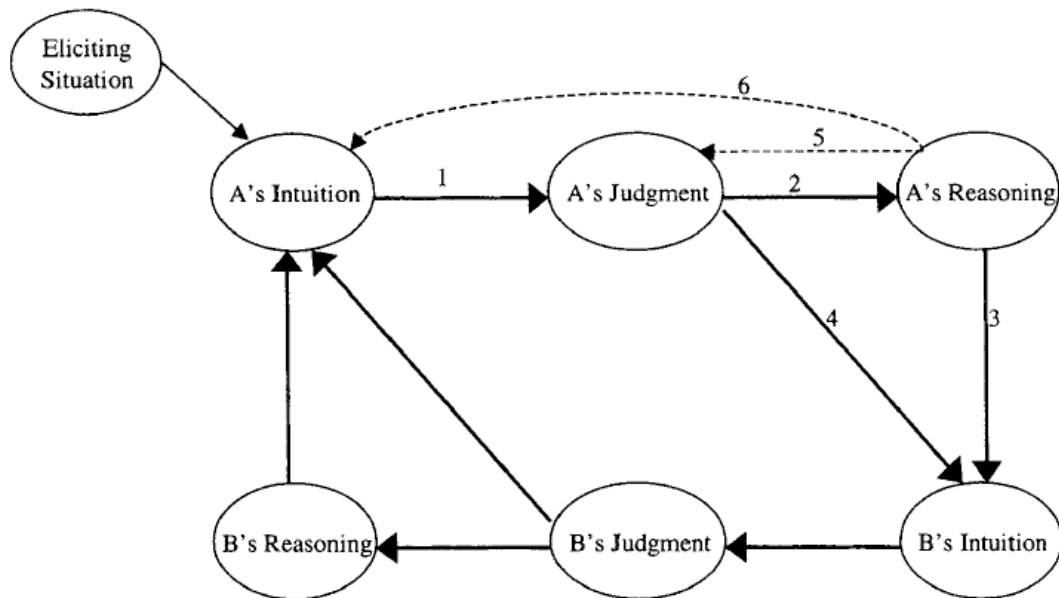 Eliciting
Situation
6
5
A's Intuition
1
A's Judgment
2
A's Reasoning
4
3
B's Reasoning
B's Judgment
B's Intuition